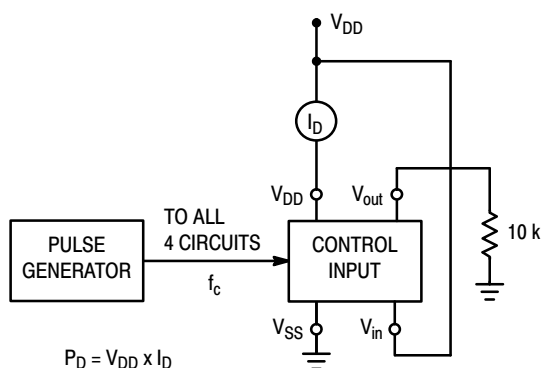 V_DD
I_D
V_DD
V_out
TO ALL
4 CIRCUITS
PULSE
GENERATOR
f_c
CONTROL
INPUT
10 k
V_SS
V_in
P_D = V_DD x I_D